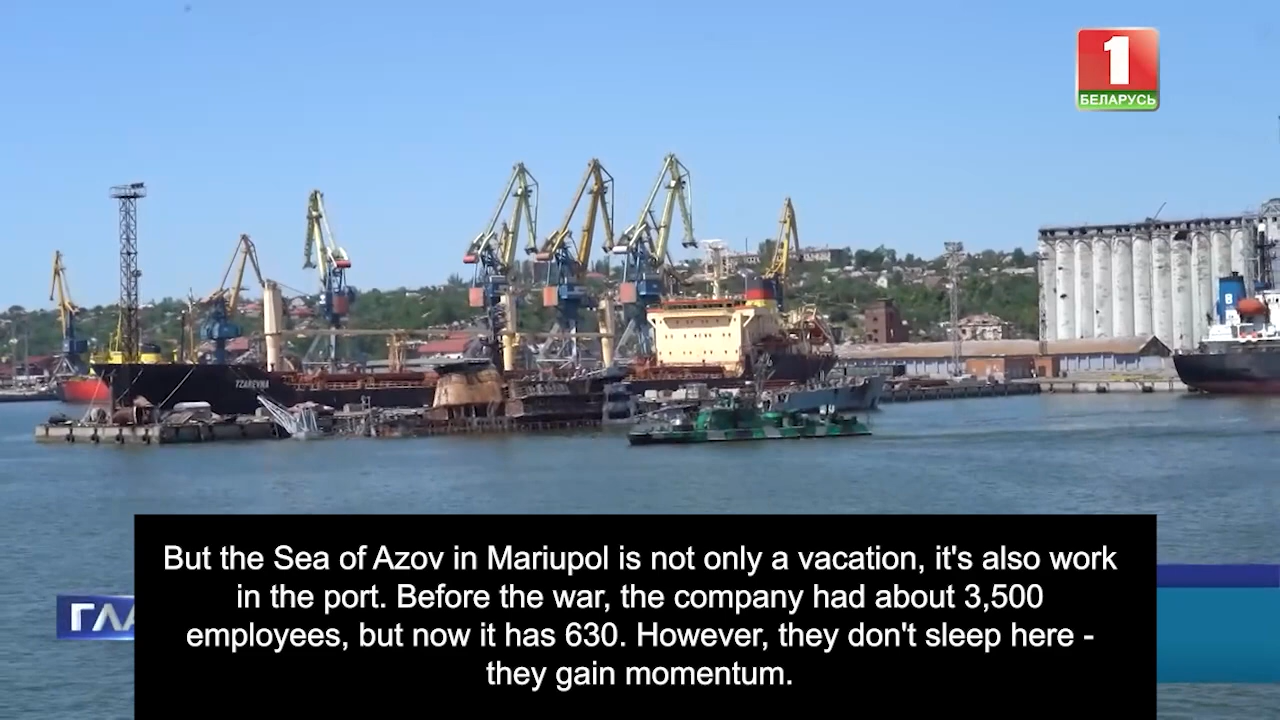 1
БЕЛАРУСЬ
TZAREVNA
B
But the Sea of Azov in Mariupol is not only a vacation, it's also work
in the port. Before the war, the company had about 3,500
ГЛА
employees, but now it has 630. However, they don't sleep here -
they gain momentum.